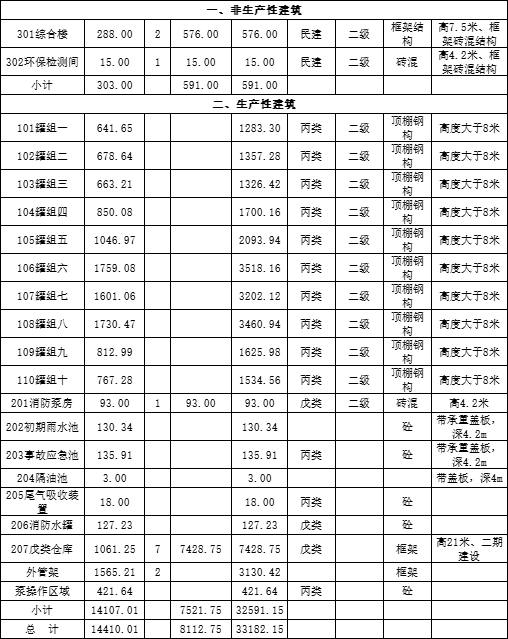 一、非生产性建筑
301综合楼 288.00 2 576.00 576.00 民建 二级 框架结构 高7.5米、框架砖混结构
302环保检测间 15.00 1 15.00 15.00 民建 二级 砖混 高4.2米、框架砖混结构
小计 303.00 591.00 591.00
二、生产性建筑
101罐组一 641.65 1283.30 丙类 二级 顶棚钢构 高度大于8米
102罐组二 678.64 1357.28 丙类 二级 顶棚钢构 高度大于8米
103罐组三 663.21 1326.42 丙类 二级 顶棚钢构 高度大于8米
104罐组四 850.08 1700.16 丙类 二级 顶棚钢构 高度大于8米
105罐组五 1046.97 2093.94 丙类 二级 顶棚钢构 高度大于8米
106罐组六 1759.08 3518.16 丙类 二级 顶棚钢构 高度大于8米
107罐组七 1601.06 3202.12 丙类 二级 顶棚钢构 高度大于8米
108罐组八 1730.47 3460.94 丙类 二级 顶棚钢构 高度大于8米
109罐组九 812.99 1625.98 丙类 二级 顶棚钢构 高度大于8米
110罐组十 767.28 1534.56 丙类 二级 顶棚钢构 高度大于8米
201消防泵房 93.00 1 93.00 93.00 戊类 二级 砖混 高4.2米
202初期雨水池 130.34 130.34 砼 带承重盖板，深4.2m
203事故应急池 135.91 135.91 丙类 砼 带承重盖板，深4.2m
204隔油池 3.00 3.00 带盖板，深4m
205尾气吸收装置 18.00 18.00 丙类 砼
206消防水罐 127.23 127.23 戊类 砼
207戊类仓库 1061.25 7 7428.75 7428.75 戊类 框架 高21米、二期建设
外管架 1565.21 2 3130.42 框架
泵操作区域 421.64 421.64 丙类 砼
小计 14107.01 7521.75 32591.15
总 计 14410.01 8112.75 33182.15